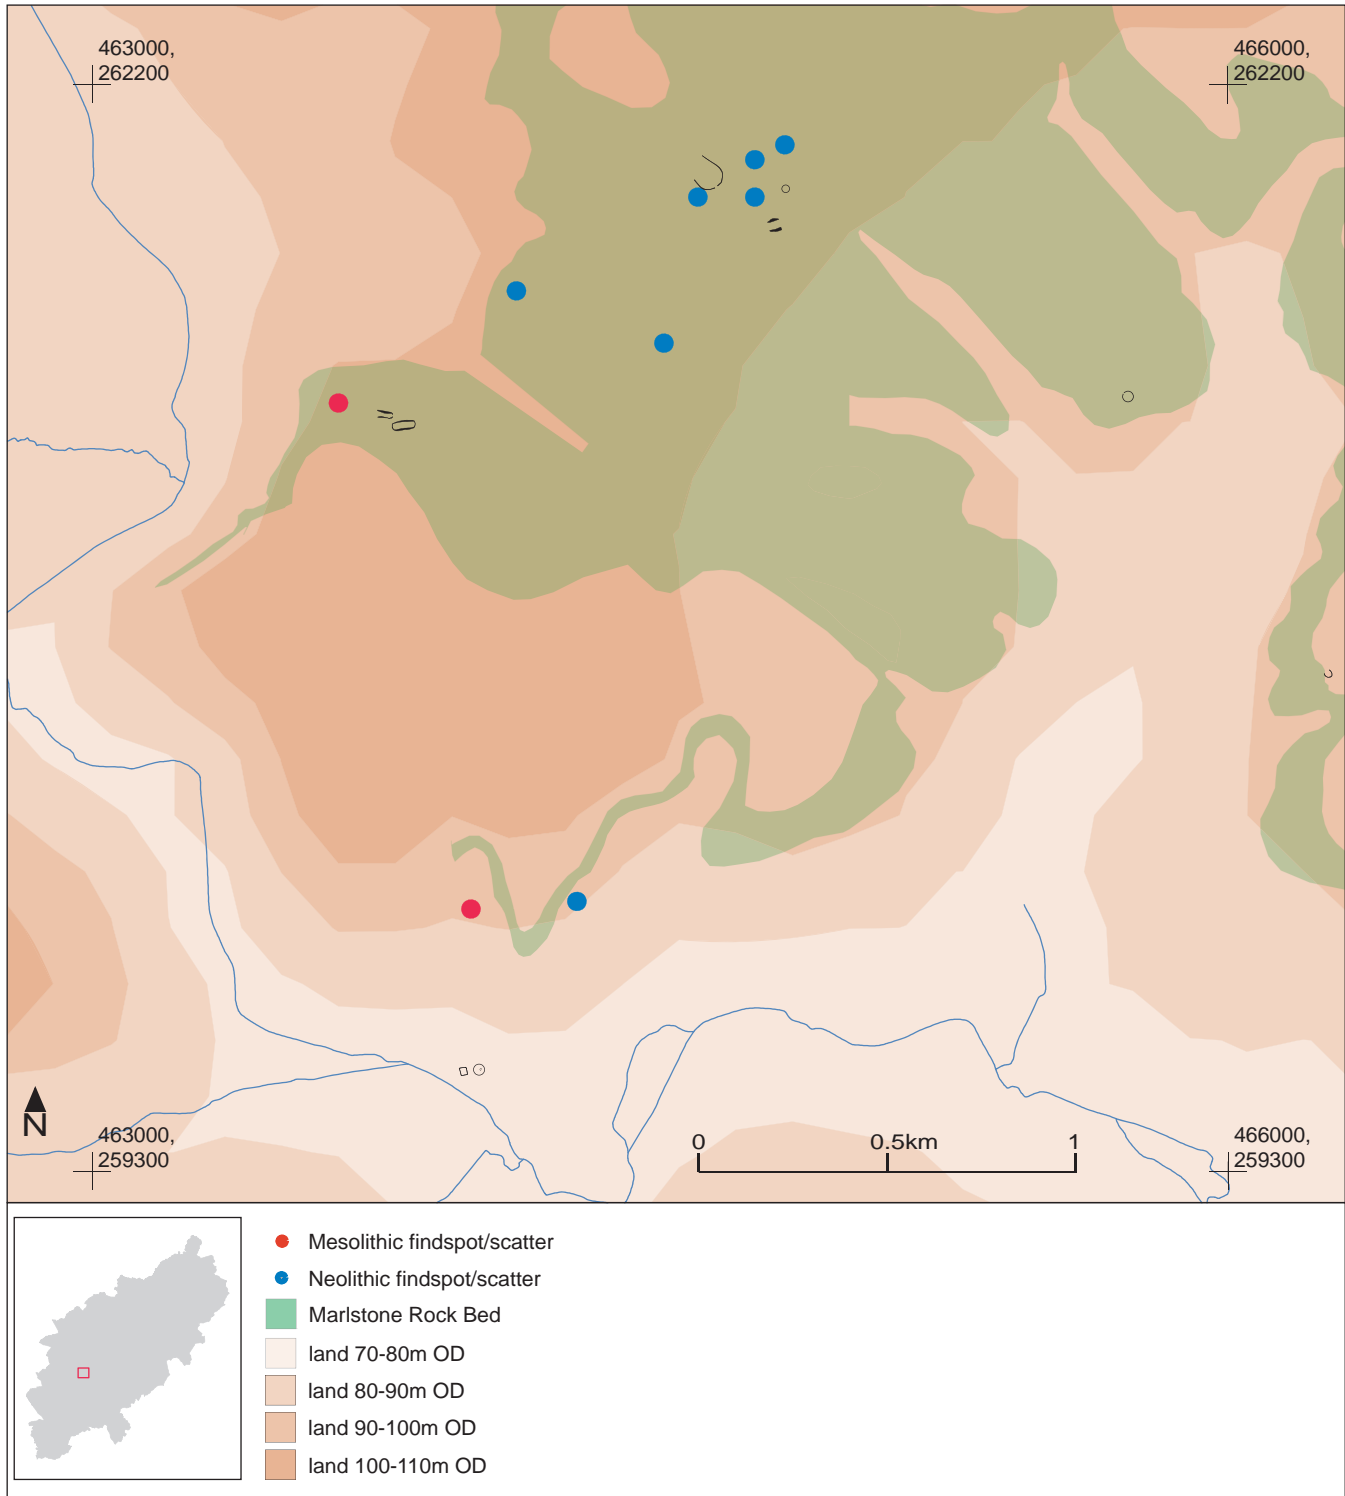 463000,
262200
466000,
262200
N
463000,
259300
0 0.5km 1
466000,
259300
Mesolithic findspot/scatter
Neolithic findspot/scatter
Marlstone Rock Bed
land 70-80m OD
land 80-90m OD
land 90-100m OD
land 100-110m OD